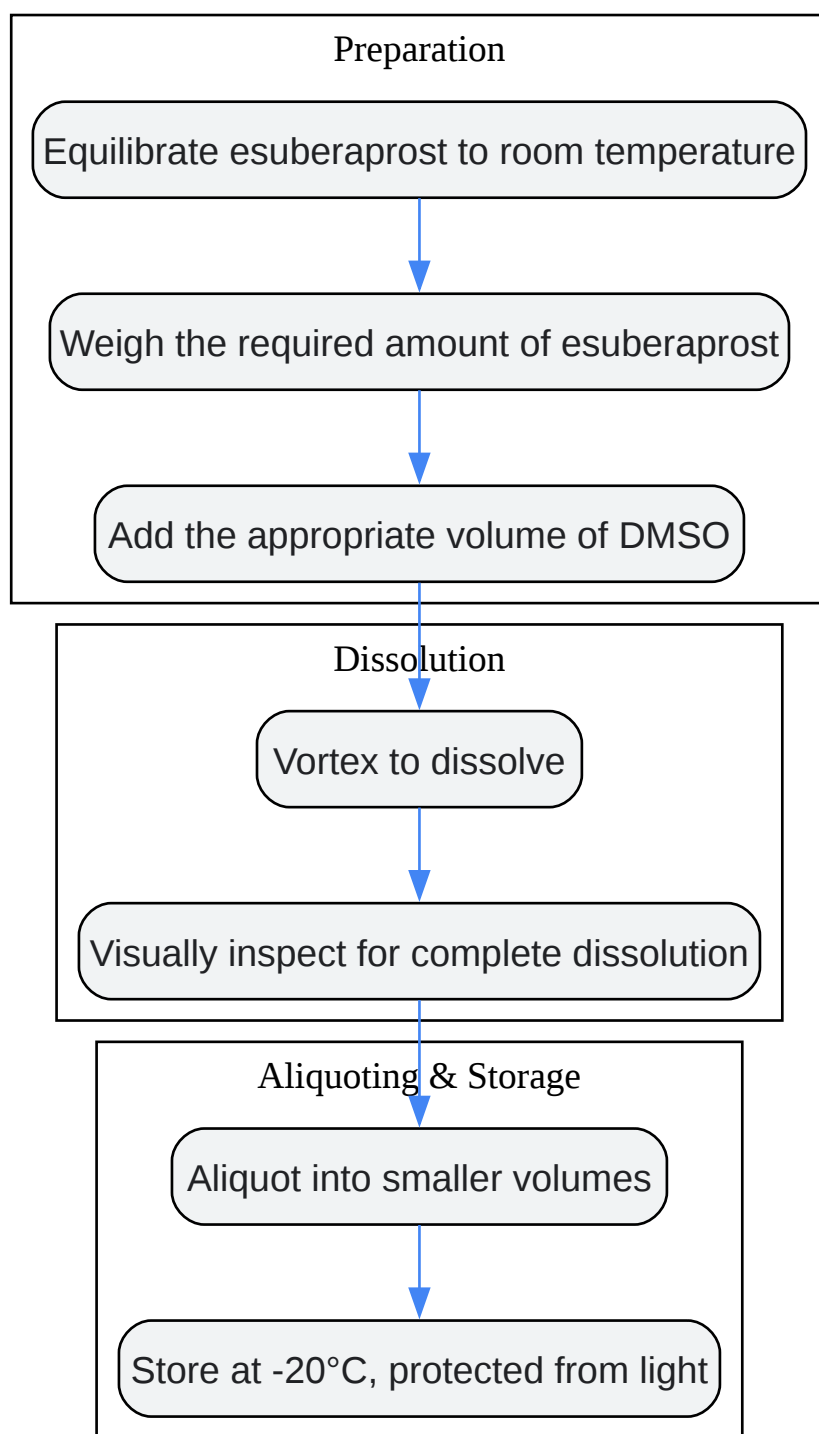 Preparation
Equilibrate esuberaprost to room temperature
Weigh the required amount of esuberaprost
Add the appropriate volume of DMSO
Dissolution
Vortex to dissolve
Visually inspect for complete dissolution
Aliquoting & Storage
Aliquot into smaller volumes
Store at -20°C, protected from light